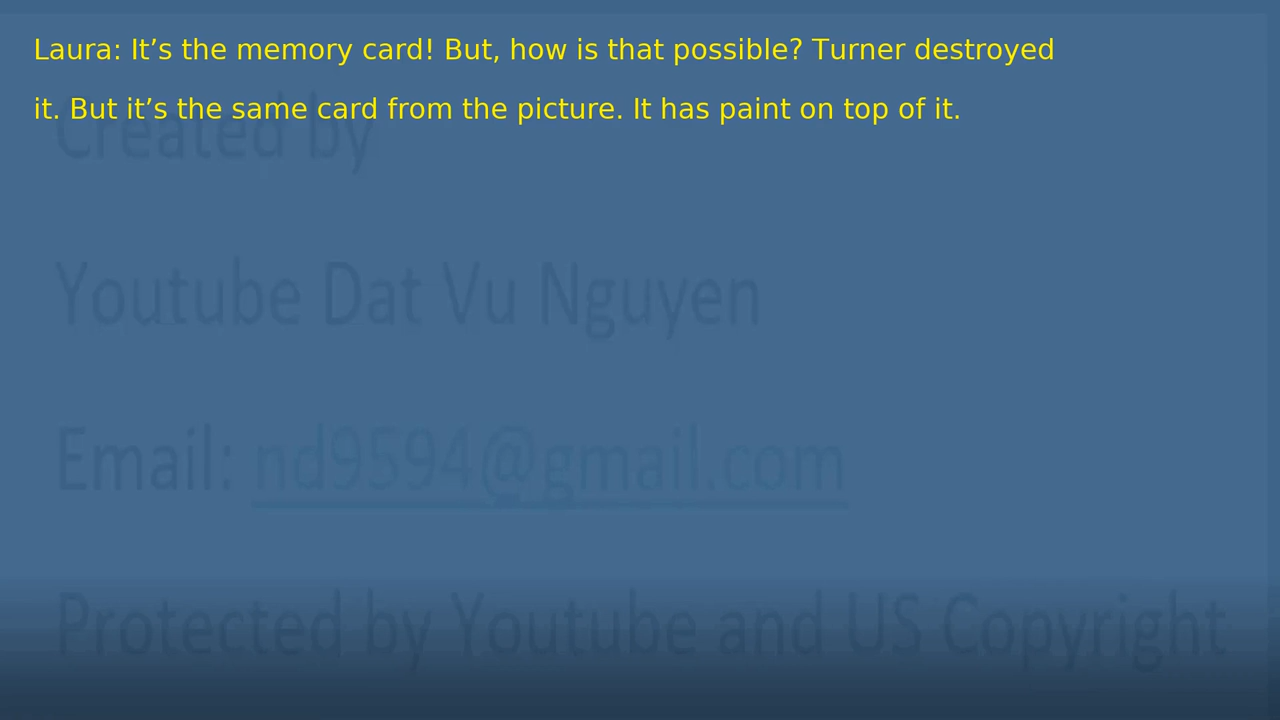 Laura: It’s the memory card! But, how is that possible? Turner destroyed
it. But it’s the same card from the picture. It has paint on top of it.
Created by
Youtube Dat Vu Nguyen
Email: nd9594@gmail.com
Protected by Youtube and US Copyright